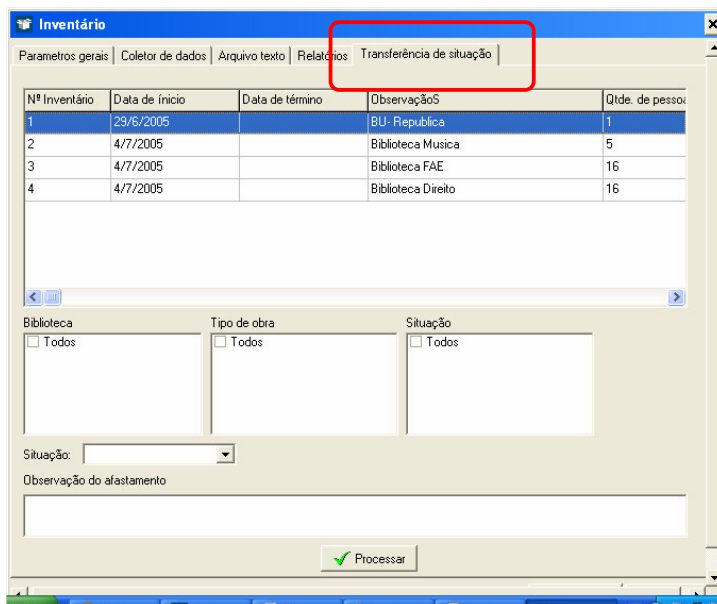 Inventário
Parametros gerais Coletor de dados Arquivo texto Relatórios Transferência de situação
Nº Inventário Data de ínicio Data de término ObservaçãoS Qtde. de pessoa
1 29/6/2005 BU- Republica 1
2 4/7/2005 Biblioteca Musica 5
3 4/7/2005 Biblioteca FAE 16
4 4/7/2005 Biblioteca Direito 16
Biblioteca Tipo de obra Situação
Todos Todos Todos
Situação:
Observação do afastamento
Processar